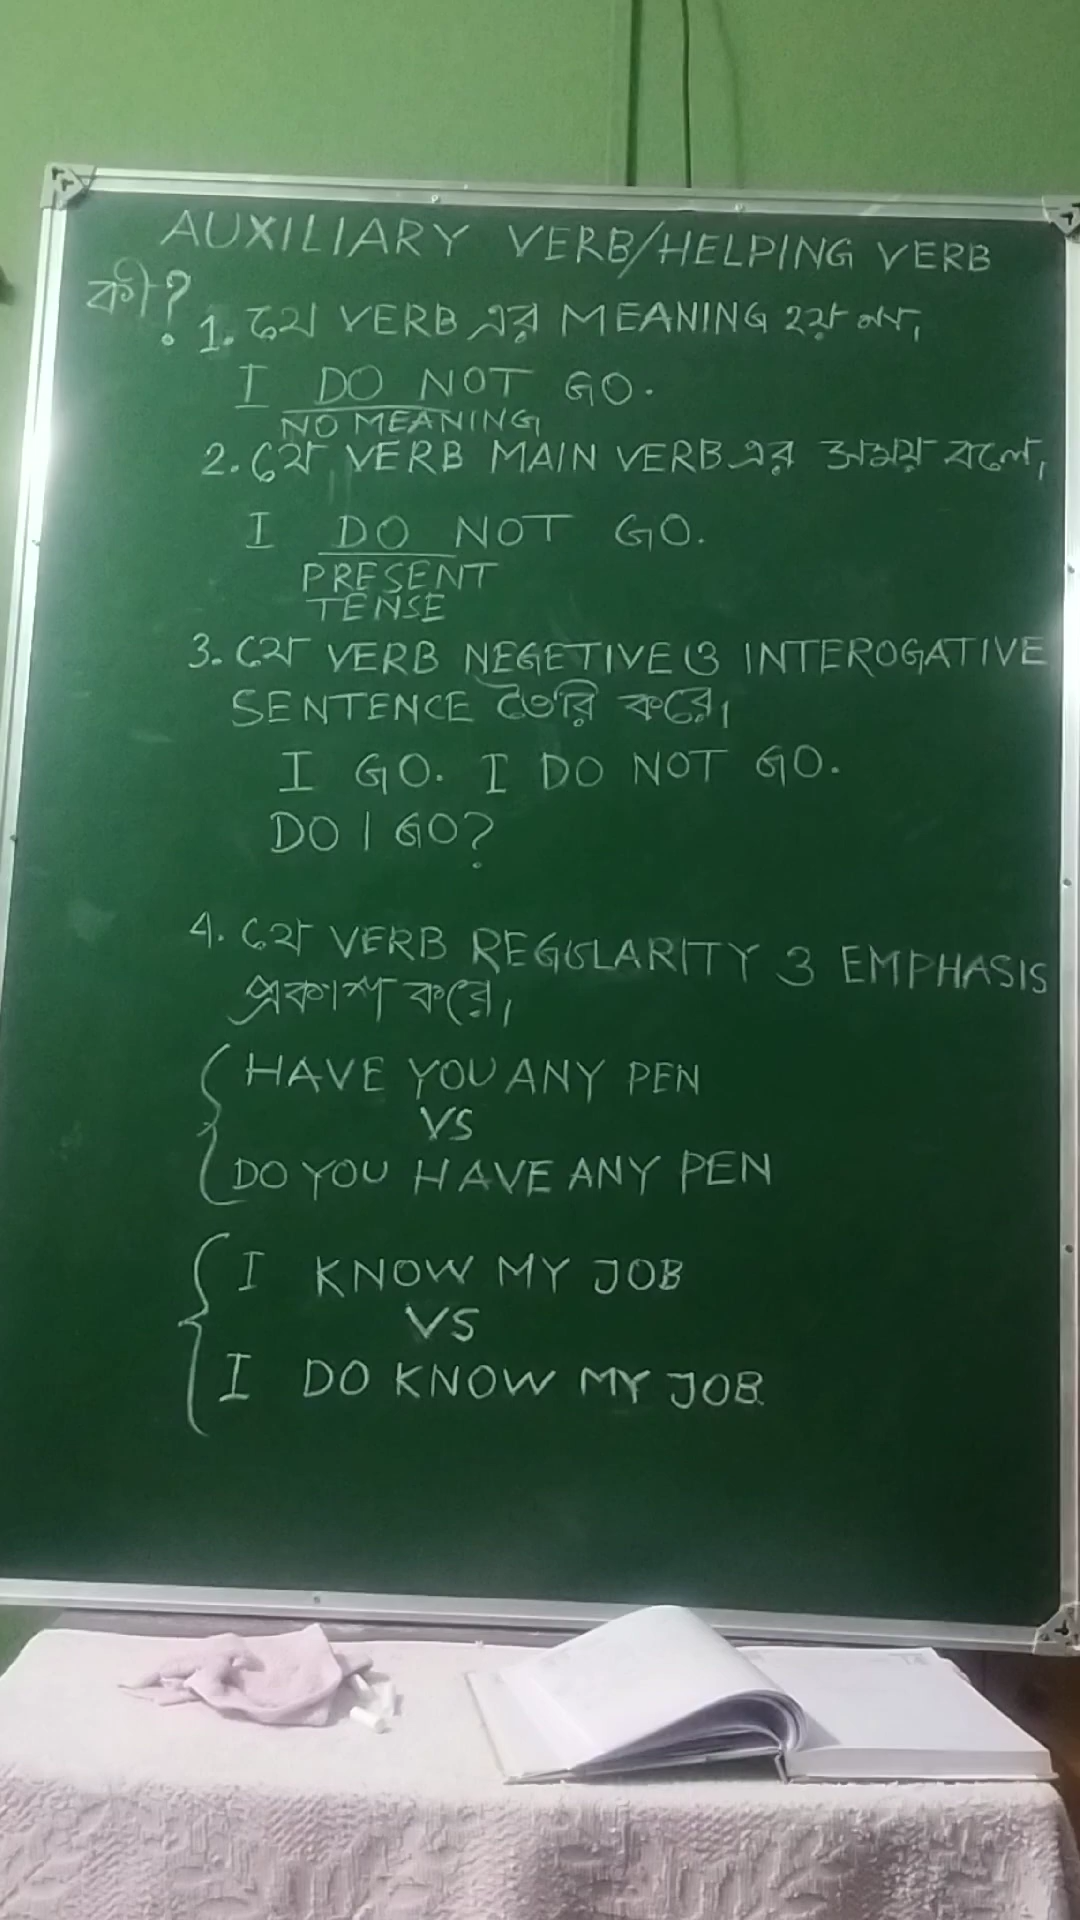 AUXILIARY VERB/HELPING VERB
কী?
1. যে VERB এর MEANING হয় না,
I DO NOT GO.
NO MEANING
2. যে VERB MAIN VERB এর সময় বলে,
I DO NOT GO.
PRESENT
TENSE
3. যে VERB NEGETIVE ও INTEROGATIVE
SENTENCE তৈরি করে,
I GO. I DO NOT GO.
DO I GO?
4. যে VERB REGGLARITY ও EMPHASIS
প্রকাশ করে,
HAVE YOU ANY PEN
VS
DO YOU HAVE ANY PEN
I KNOW MY JOB
VS
I DO KNOW MY JOB